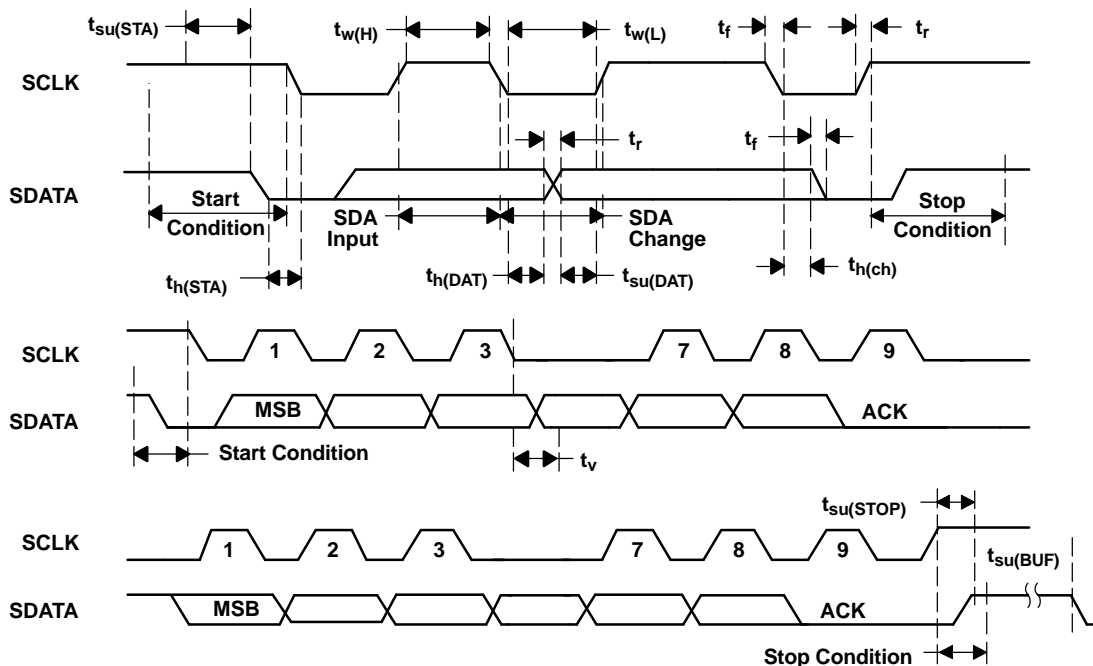 tsu(STA) tw(H) tw(L) tf tr
SCLK
tr tf
SDATA
Start Condition SDA Input SDA Change Stop Condition
th(STA) th(DAT) tsu(DAT) th(ch)
SCLK 1 2 3 7 8 9
SDATA MSB ACK
Start Condition tv
tsu(STOP)
SCLK 1 2 3 7 8 9 tsu(BUF)
SDATA MSB ACK
Stop Condition